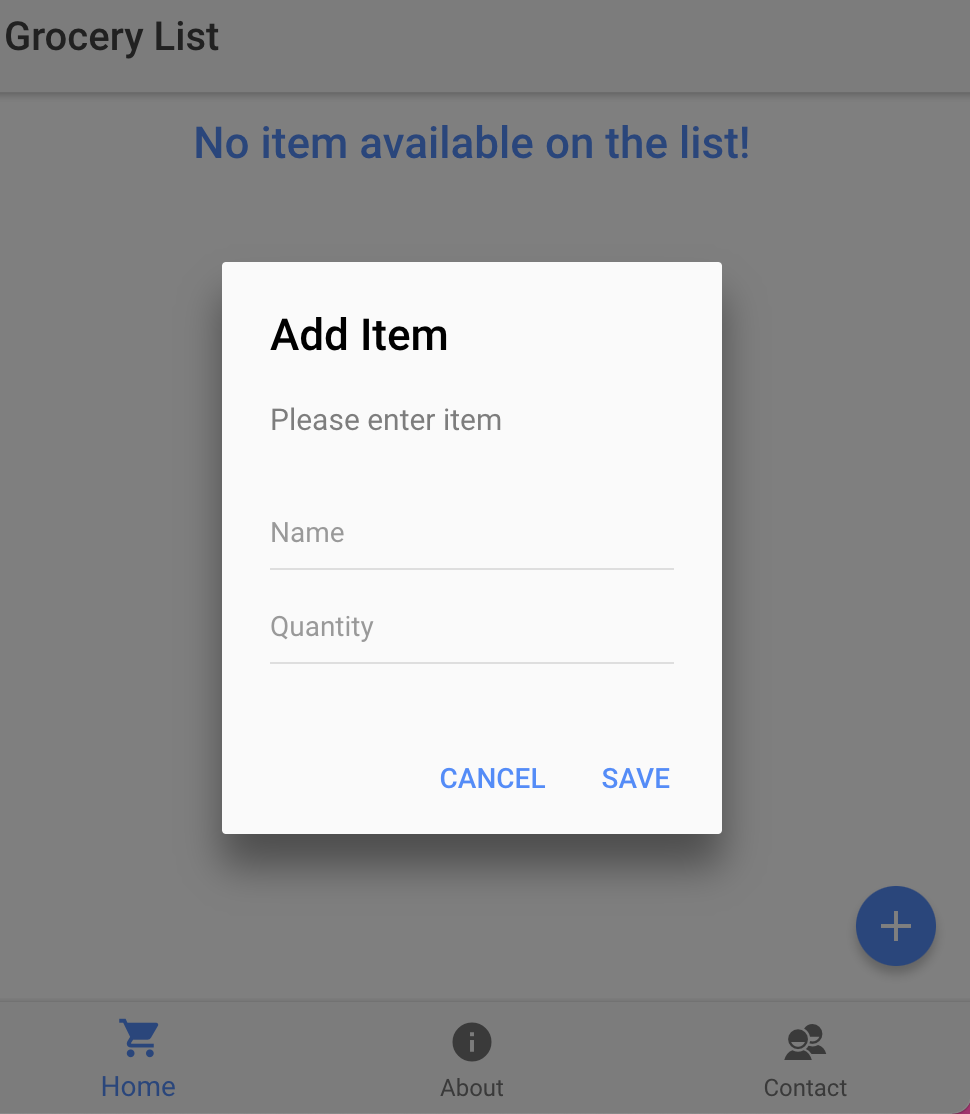 Grocery List
No item available on the list!
Add Item
Please enter item
Name
Quantity
CANCEL SAVE
Home About Contact